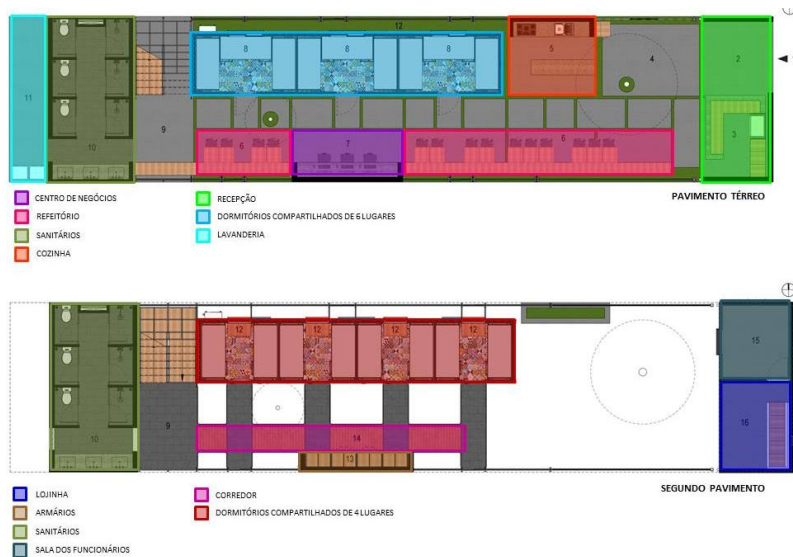 12
8 8 8
5
4
2
11
10
9
6
7
6
3
CENTRO DE NEGÓCIOS
REFEITÓRIO
SANITÁRIOS
COZINHA
RECEPÇÃO
DORMITÓRIOS COMPARTILHADOS DE 6 LUGARES
LAVANDERIA
PAVIMENTO TÉRREO
12 12 12 12
15
10
9
14
13
16
LOJINHA
ARMÁRIOS
SANITÁRIOS
SALA DOS FUNCIONÁRIOS
CORREDOR
DORMITÓRIOS COMPARTILHADOS DE 4 LUGARES
SEGUNDO PAVIMENTO